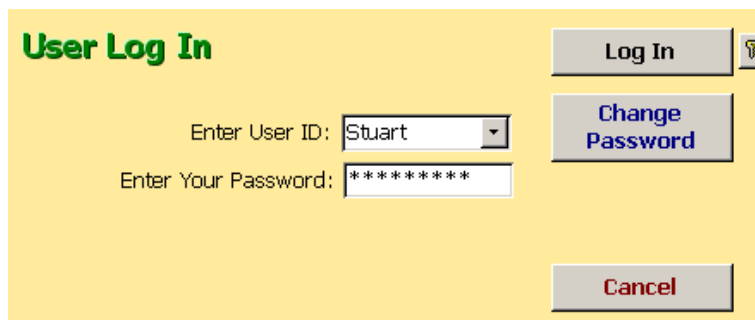 User Log In
Log In
Enter User ID: Stuart
Change
Password
Enter Your Password: *********
Cancel